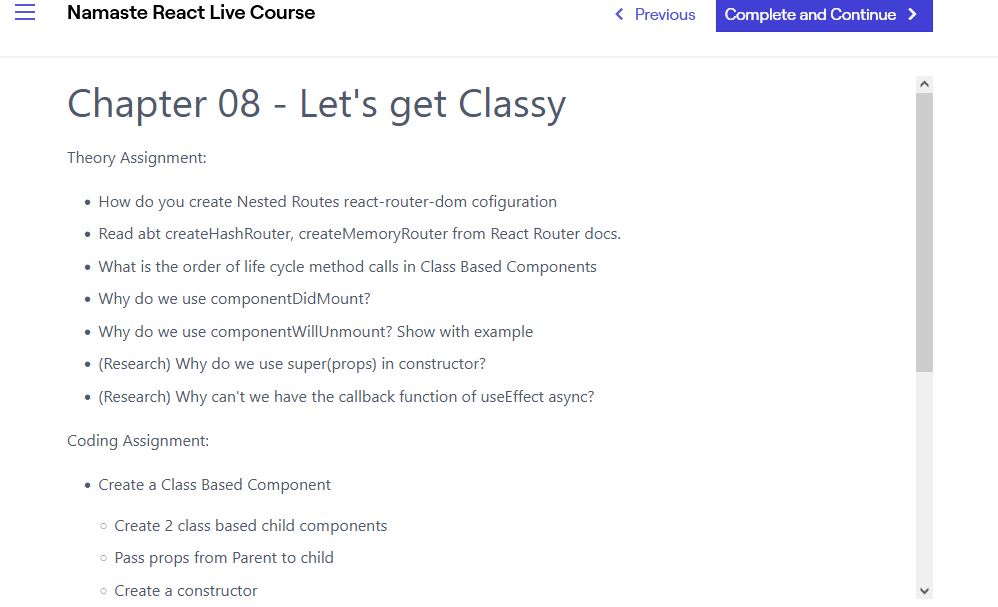 Namaste React Live Course
Previous
Complete and Continue
Chapter 08 - Let's get Classy
Theory Assignment:
How do you create Nested Routes react-router-dom cofiguration
Read abt createHashRouter, createMemoryRouter from React Router docs.
What is the order of life cycle method calls in Class Based Components
Why do we use componentDidMount?
Why do we use componentWillUnmount? Show with example
(Research) Why do we use super(props) in constructor?
(Research) Why can't we have the callback function of useEffect async?
Coding Assignment:
Create a Class Based Component
Create 2 class based child components
Pass props from Parent to child
Create a constructor